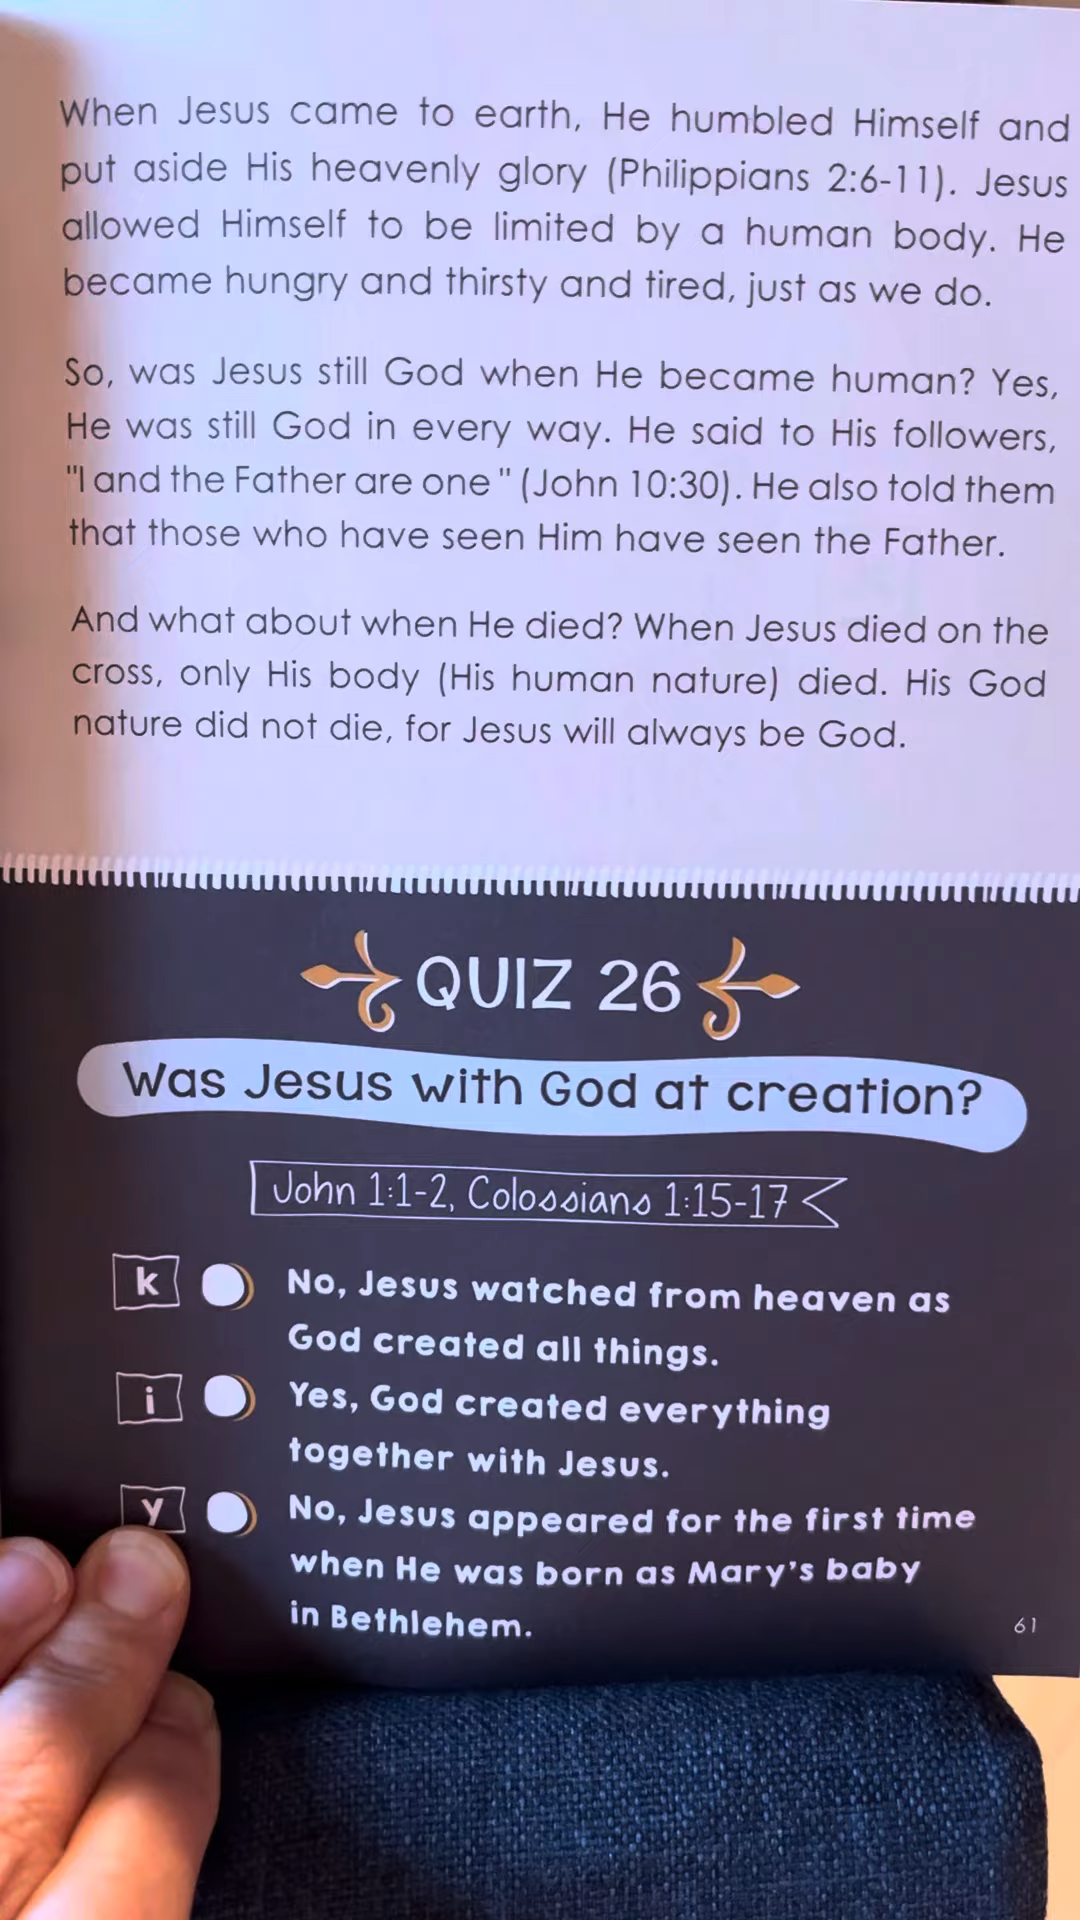 When Jesus came to earth, He humbled Himself and
put aside His heavenly glory (Philippians 2:6-11). Jesus
allowed Himself to be limited by a human body. He
became hungry and thirsty and tired, just as we do.
So, was Jesus still God when He became human? Yes,
He was still God in every way. He said to His followers,
"I and the Father are one" (John 10:30). He also told them
that those who have seen Him have seen the Father.
And what about when He died? When Jesus died on the
cross, only His body (His human nature) died. His God
nature did not die, for Jesus will always be God.
QUIZ 26
Was Jesus with God at creation?
John 1:1-2, Colossians 1:15-17
k No, Jesus watched from heaven as
God created all things.
i Yes, God created everything
together with Jesus.
y No, Jesus appeared for the first time
when He was born as Mary's baby
in Bethlehem.
61